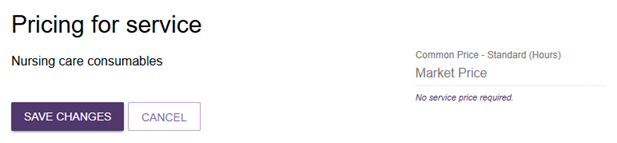 Pricing for service
Nursing care consumables
Common Price - Standard (Hours)
Market Price
No service price required.
SAVE CHANGES
CANCEL